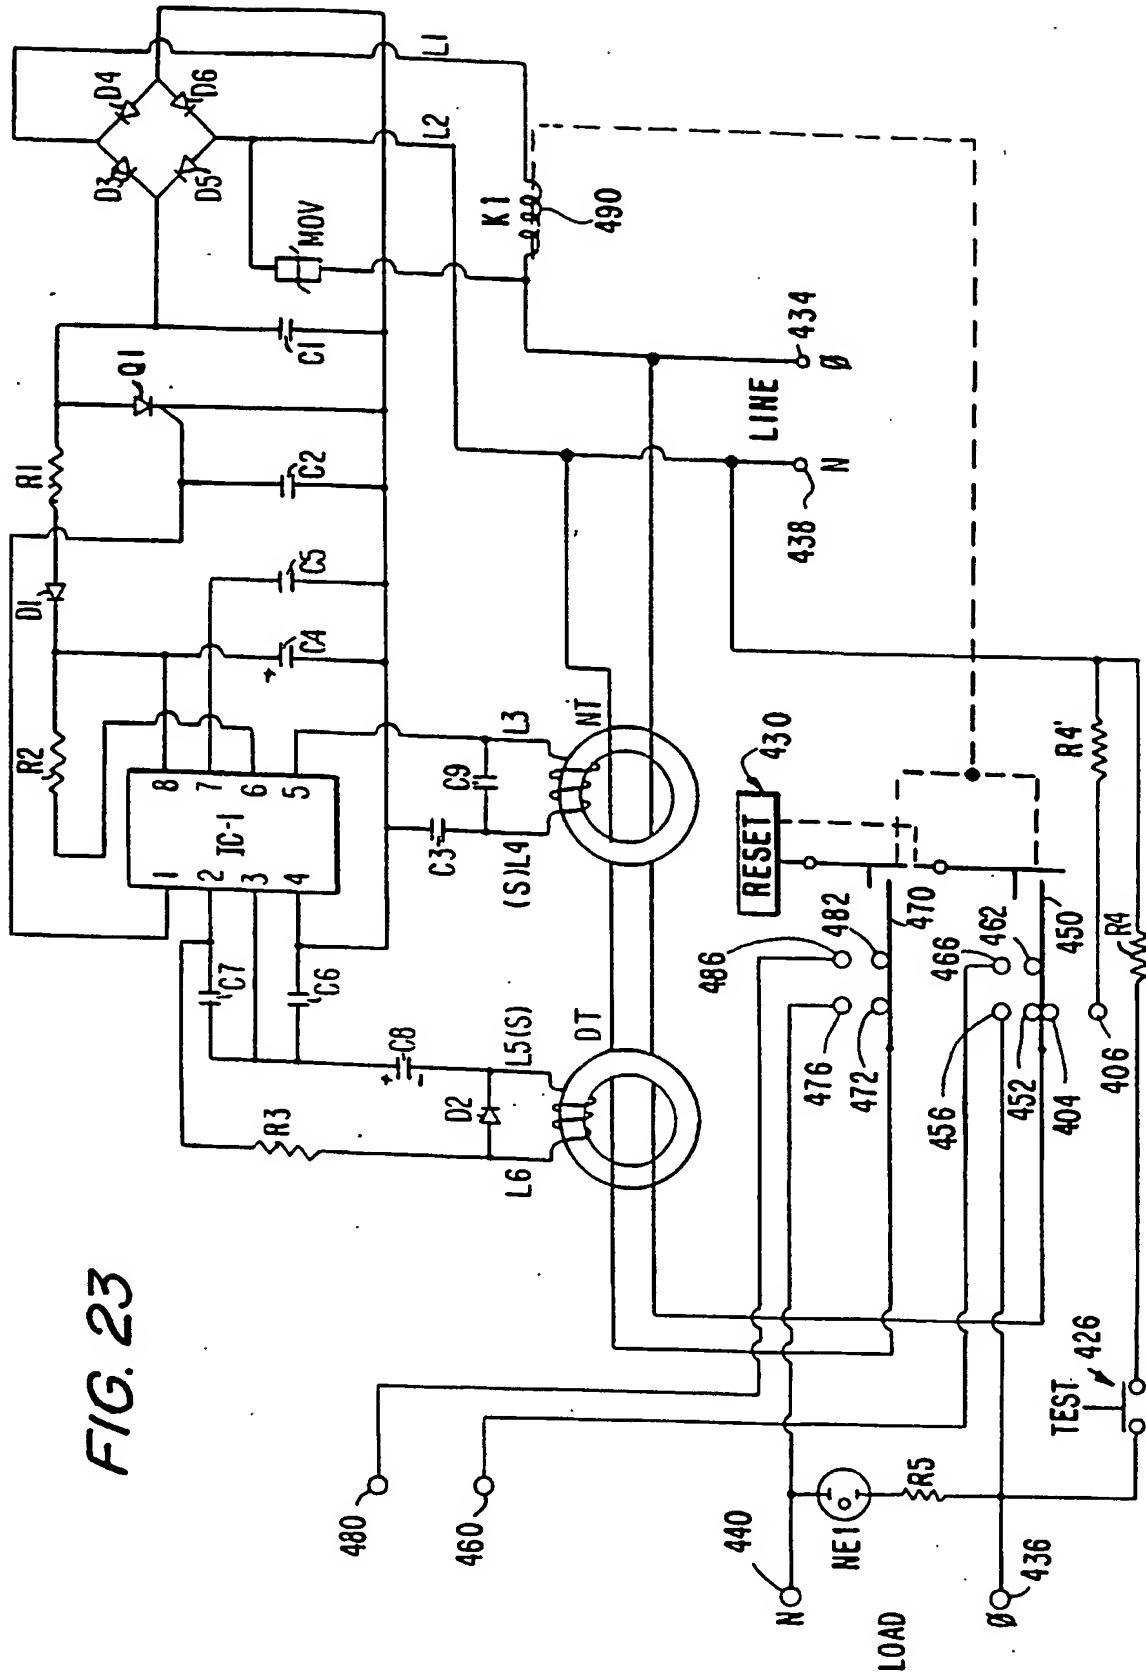 FIG. 23
D4
D6
D3
D5
L1
L2
MOV
K1
490
C1
Q1
R1
C2
D1
C5
C4
+
R2
8
7
6
5
IC-1
1
2
3
4
C7
C6
C3
C9
L3
(S)L4
NT
R3
C8
+
-
D2
L5(S)
L6
DT
LINE
434
Ø
N
438
430
RESET
486
482
470
466
462
450
476
472
456
452
404
406
R4'
R4
480
460
440
N
NE1
R5
LOAD
Ø
436
TEST
426